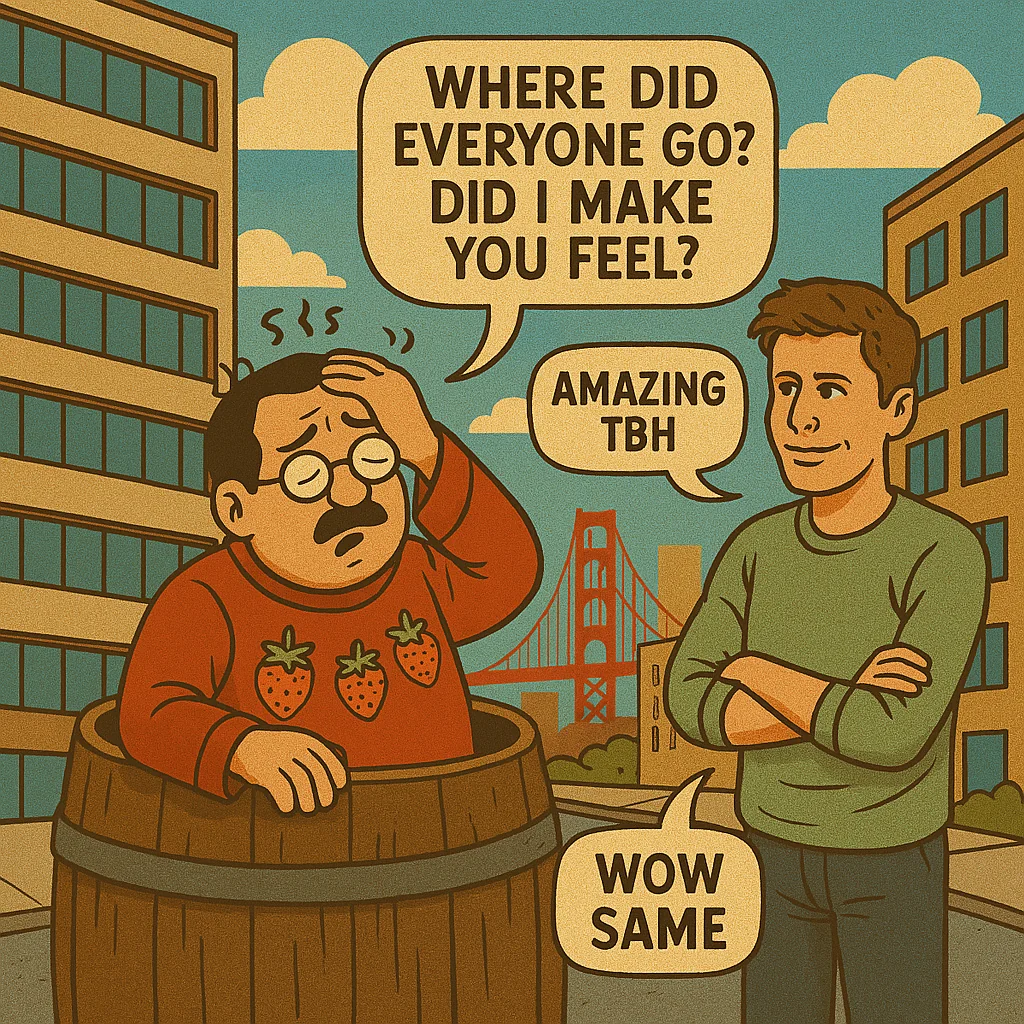 WHERE DID
EVERYONE GO?
DID I MAKE
YOU FEEL?
AMAZING
TBH
WOW
SAME